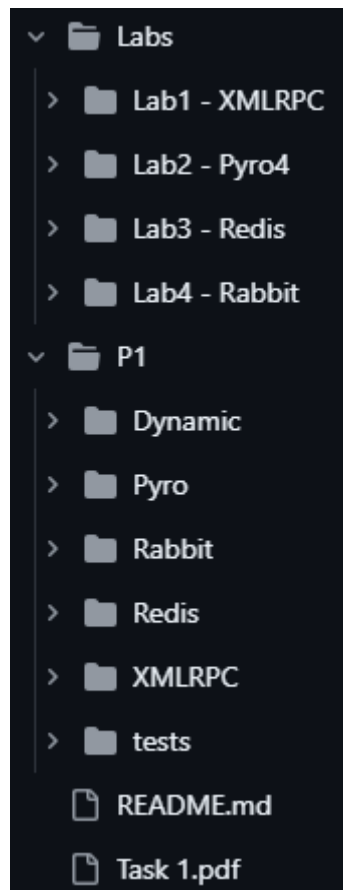 Labs
Lab1 - XMLRPC
Lab2 - Pyro4
Lab3 - Redis
Lab4 - Rabbit
P1
Dynamic
Pyro
Rabbit
Redis
XMLRPC
tests
README.md
Task 1.pdf